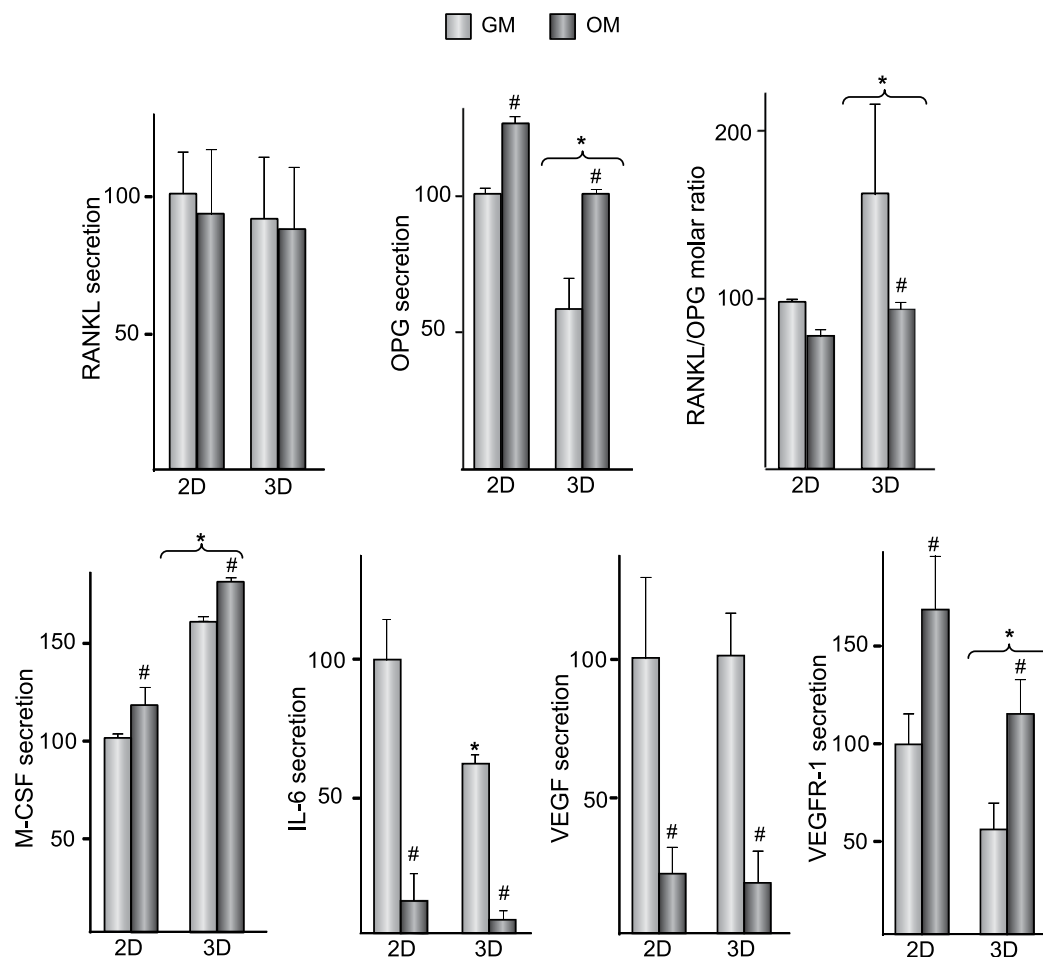 GM OM
RANKL secretion
100
50
2D 3D
OPG secretion
100
50
#
*
#
2D 3D
RANKL/OPG molar ratio
200
100
*
#
2D 3D
M-CSF secretion
150
100
50
#
*
#
2D 3D
IL-6 secretion
100
50
#
*
#
2D 3D
VEGF secretion
100
50
#
#
2D 3D
VEGFR-1 secretion
150
100
50
#
*
#
2D 3D